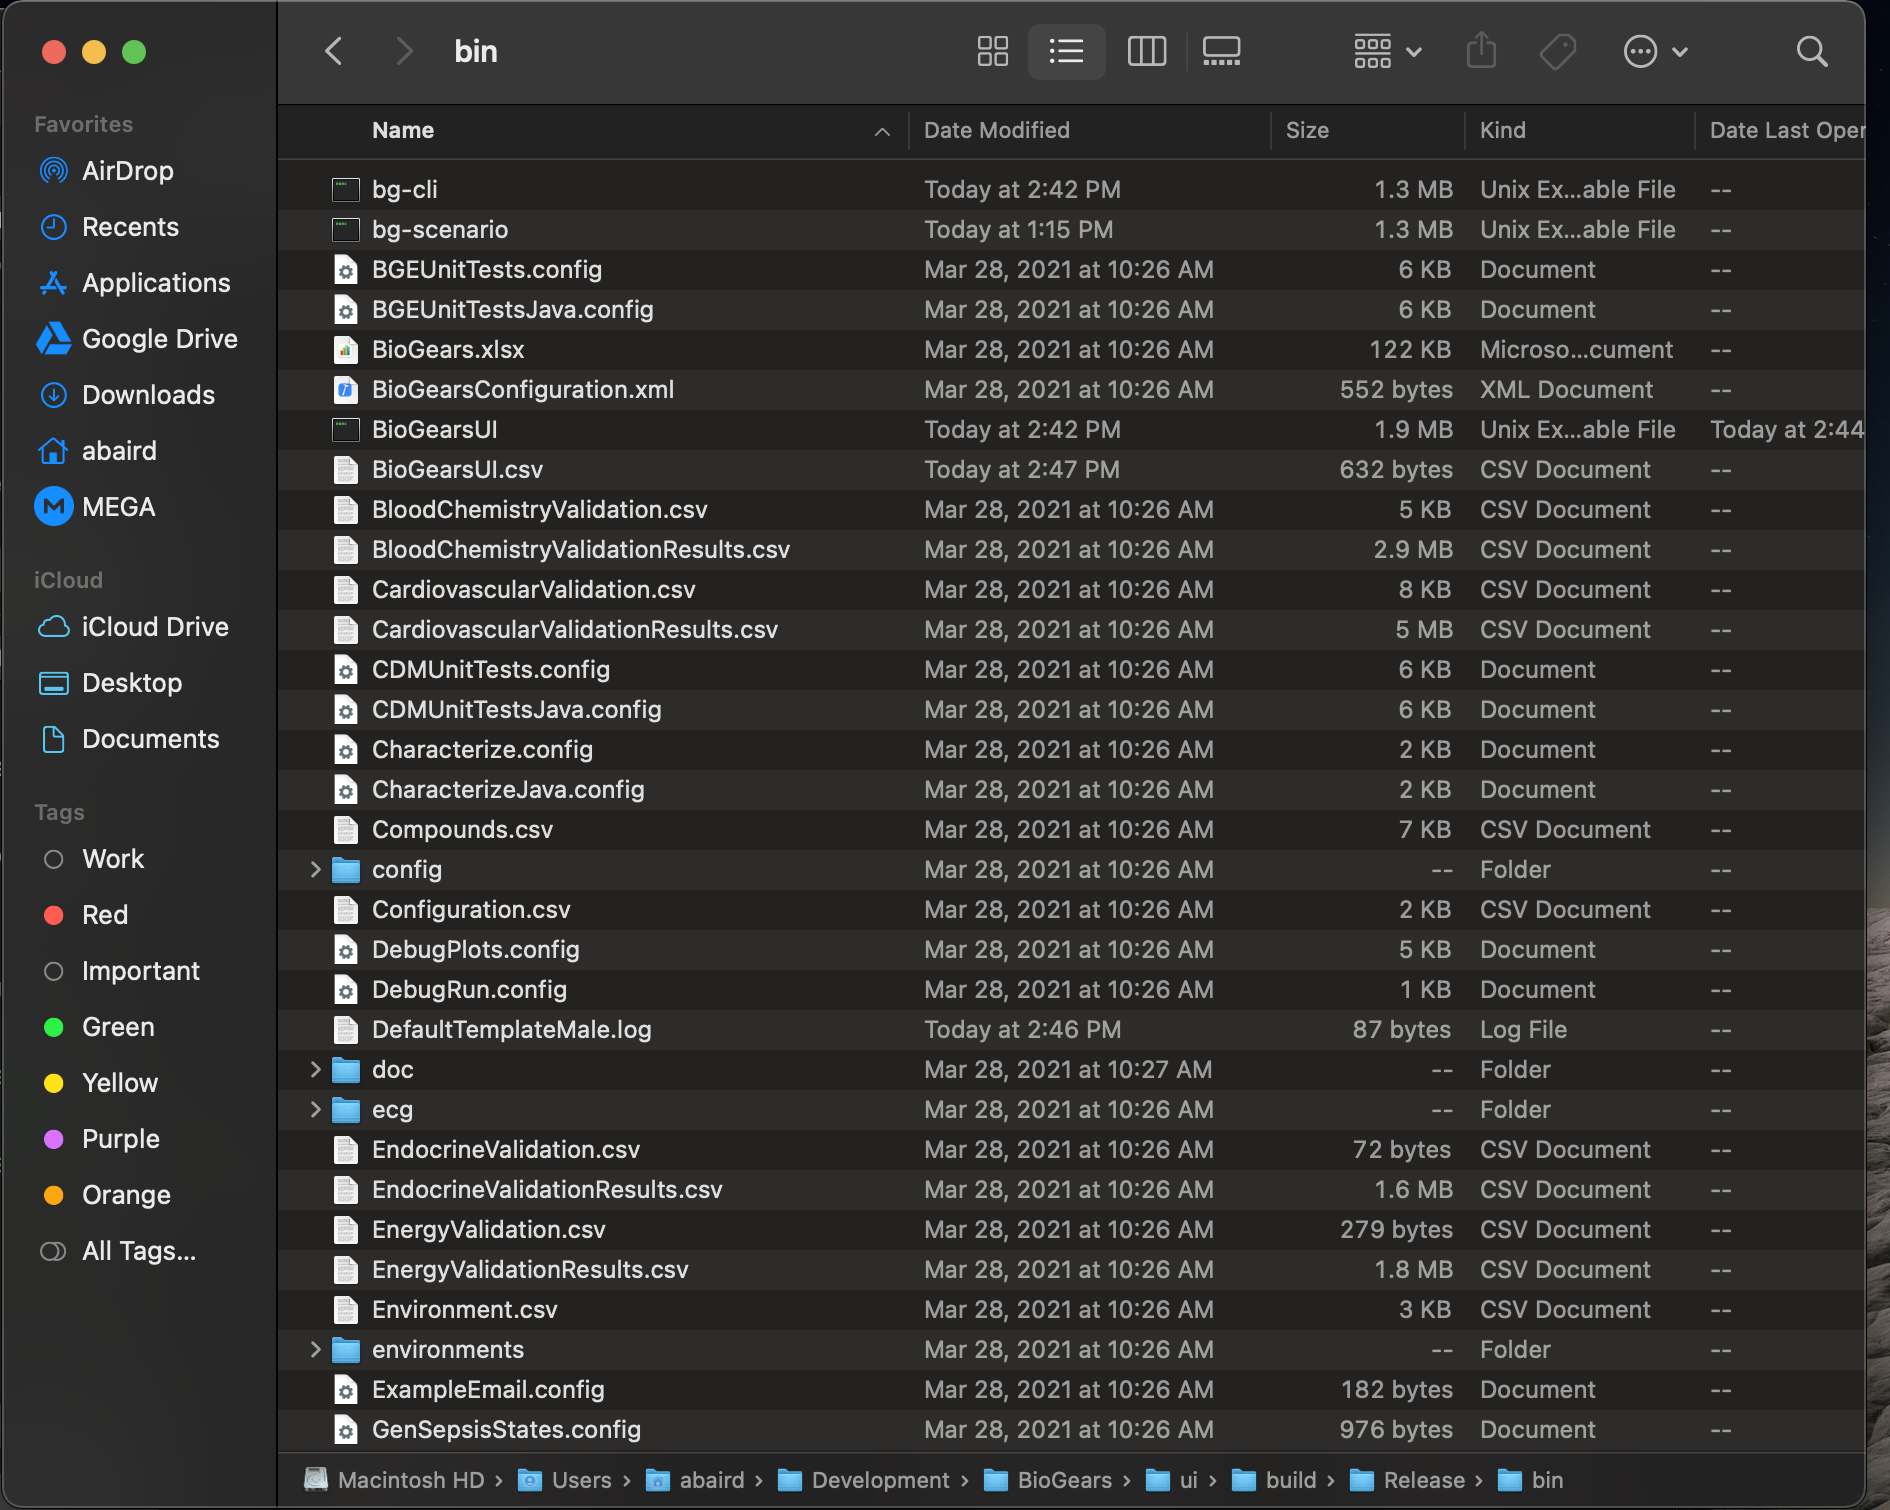 bin
Favorites
AirDrop
Recents
Applications
Google Drive
Downloads
abaird
MEGA
iCloud
iCloud Drive
Desktop
Documents
Tags
Work
Red
Important
Green
Yellow
Purple
Orange
All Tags...
Name Date Modified Size Kind Date Last Oper
bg-cli Today at 2:42 PM 1.3 MB Unix Ex...able File --
bg-scenario Today at 1:15 PM 1.3 MB Unix Ex...able File --
BGEUnitTests.config Mar 28, 2021 at 10:26 AM 6 KB Document --
BGEUnitTestsJava.config Mar 28, 2021 at 10:26 AM 6 KB Document --
BioGears.xlsx Mar 28, 2021 at 10:26 AM 122 KB Microso...cument --
BioGearsConfiguration.xml Mar 28, 2021 at 10:26 AM 552 bytes XML Document --
BioGearsUI Today at 2:42 PM 1.9 MB Unix Ex...able File Today at 2:44
BioGearsUI.csv Today at 2:47 PM 632 bytes CSV Document --
BloodChemistryValidation.csv Mar 28, 2021 at 10:26 AM 5 KB CSV Document --
BloodChemistryValidationResults.csv Mar 28, 2021 at 10:26 AM 2.9 MB CSV Document --
CardiovascularValidation.csv Mar 28, 2021 at 10:26 AM 8 KB CSV Document --
CardiovascularValidationResults.csv Mar 28, 2021 at 10:26 AM 5 MB CSV Document --
CDMUnitTests.config Mar 28, 2021 at 10:26 AM 6 KB Document --
CDMUnitTestsJava.config Mar 28, 2021 at 10:26 AM 6 KB Document --
Characterize.config Mar 28, 2021 at 10:26 AM 2 KB Document --
CharacterizeJava.config Mar 28, 2021 at 10:26 AM 2 KB Document --
Compounds.csv Mar 28, 2021 at 10:26 AM 7 KB CSV Document --
config Mar 28, 2021 at 10:26 AM -- Folder --
Configuration.csv Mar 28, 2021 at 10:26 AM 2 KB CSV Document --
DebugPlots.config Mar 28, 2021 at 10:26 AM 5 KB Document --
DebugRun.config Mar 28, 2021 at 10:26 AM 1 KB Document --
DefaultTemplateMale.log Today at 2:46 PM 87 bytes Log File --
doc Mar 28, 2021 at 10:27 AM -- Folder --
ecg Mar 28, 2021 at 10:26 AM -- Folder --
EndocrineValidation.csv Mar 28, 2021 at 10:26 AM 72 bytes CSV Document --
EndocrineValidationResults.csv Mar 28, 2021 at 10:26 AM 1.6 MB CSV Document --
EnergyValidation.csv Mar 28, 2021 at 10:26 AM 279 bytes CSV Document --
EnergyValidationResults.csv Mar 28, 2021 at 10:26 AM 1.8 MB CSV Document --
Environment.csv Mar 28, 2021 at 10:26 AM 3 KB CSV Document --
environments Mar 28, 2021 at 10:26 AM -- Folder --
ExampleEmail.config Mar 28, 2021 at 10:26 AM 182 bytes Document --
GenSepsisStates.config Mar 28, 2021 at 10:26 AM 976 bytes Document --
Macintosh HD › Users › abaird › Development › BioGears › ui › build › Release › bin